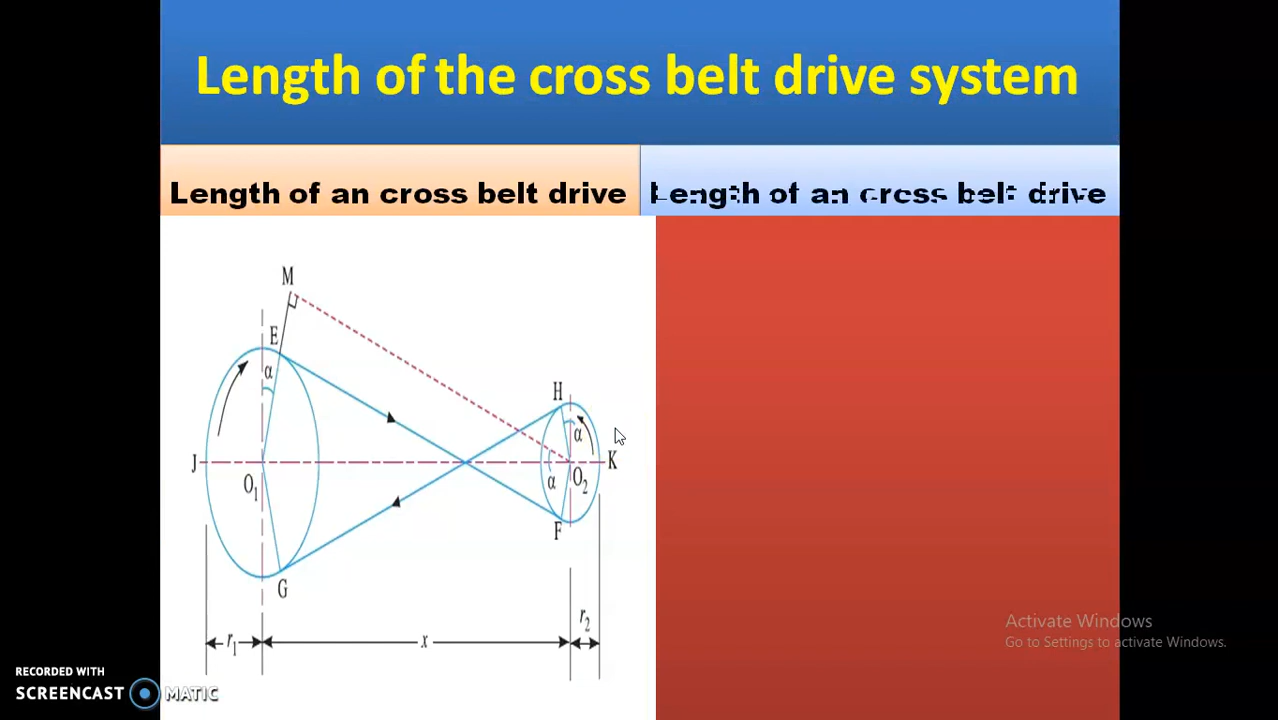 Length of the cross belt drive system
Length of an cross belt drive
Length of an cross belt drive
M
E
α
H
α
J
K
O1
α
O2
F
G
r2
r1
x
Activate Windows
Go to Settings to activate Windows.
RECORDED WITH
SCREENCAST MATIC